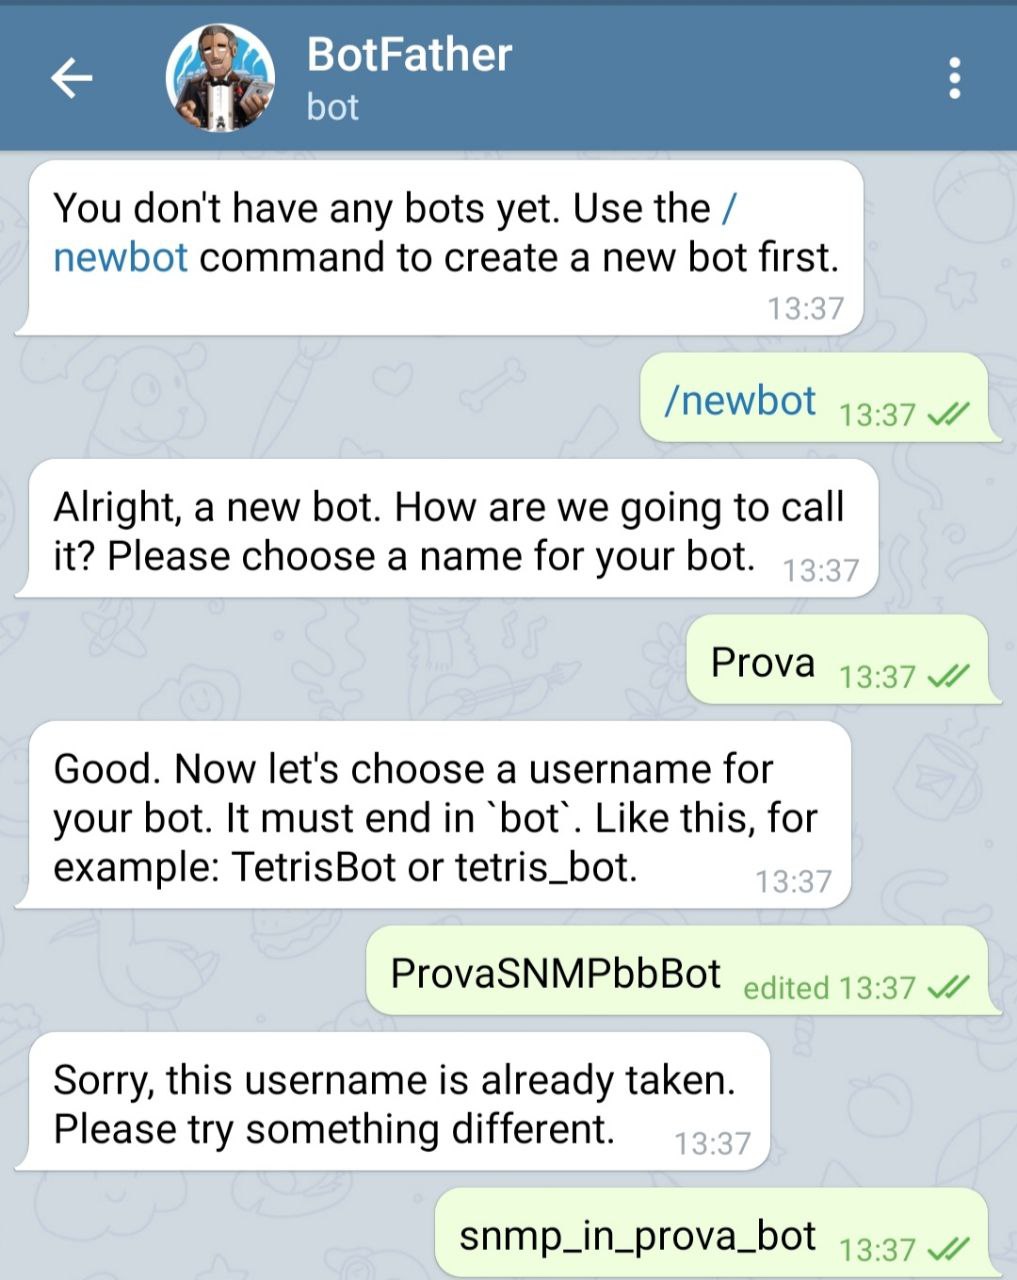 BotFather
bot
You don't have any bots yet. Use the /
newbot command to create a new bot first.
13:37
/newbot 13:37
Alright, a new bot. How are we going to call
it? Please choose a name for your bot. 13:37
Prova 13:37
Good. Now let's choose a username for
your bot. It must end in `bot`. Like this, for
example: TetrisBot or tetris_bot. 13:37
ProvaSNMPbbBot edited 13:37
Sorry, this username is already taken.
Please try something different. 13:37
snmp_in_prova_bot 13:37